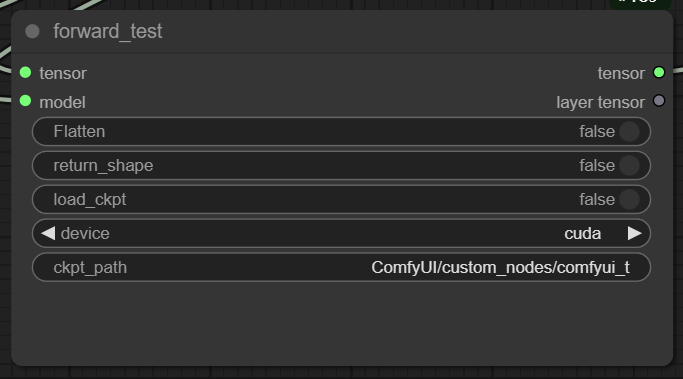 forward_test
tensor tensor
model layer tensor
Flatten false
return_shape false
load_ckpt false
device cuda
ckpt_path ComfyUI/custom_nodes/comfyui_t